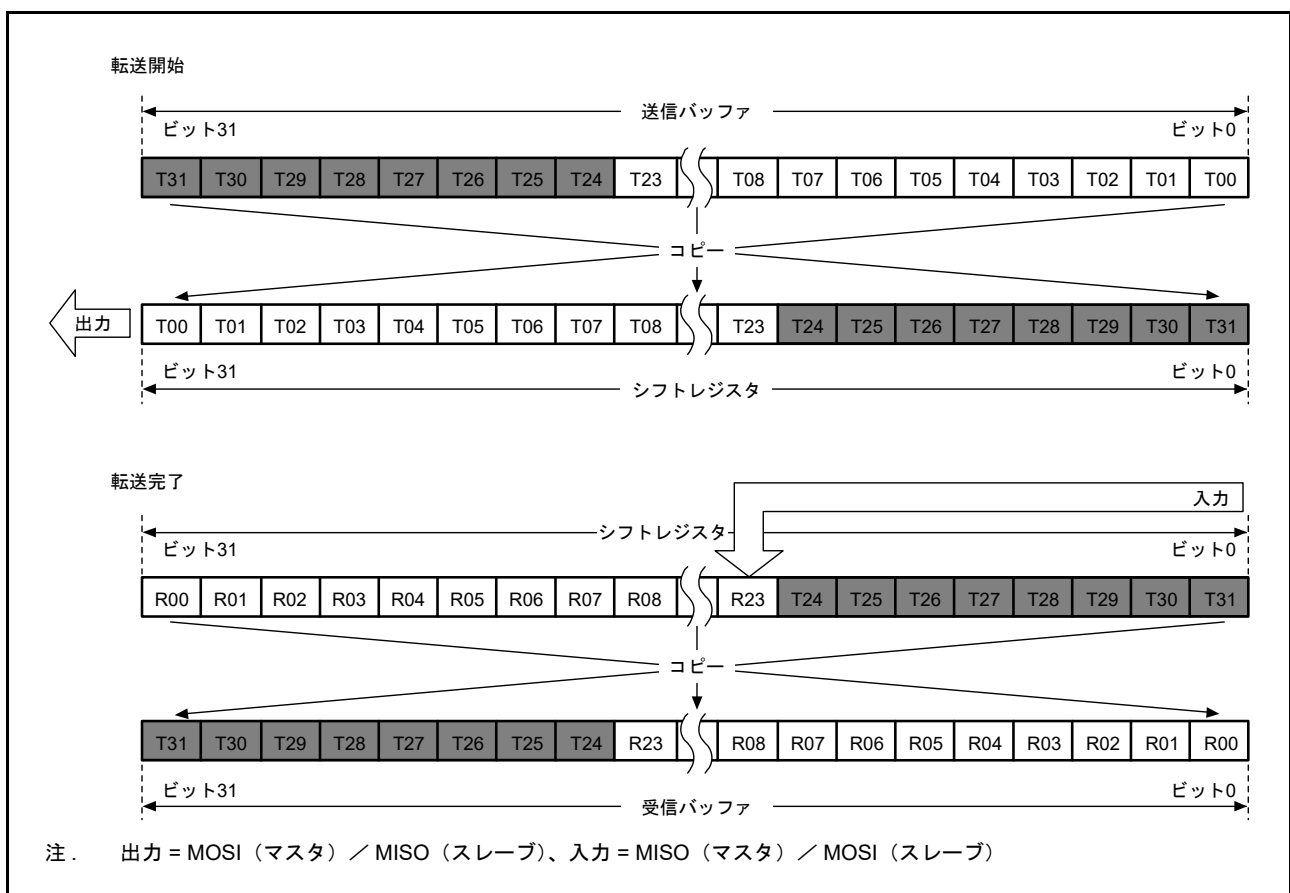 転送開始
送信バッファ
ビット31 ビット0
T31 T30 T29 T28 T27 T26 T25 T24 T23 T08 T07 T06 T05 T04 T03 T02 T01 T00
コピー
出力 T00 T01 T02 T03 T04 T05 T06 T07 T08 T23 T24 T25 T26 T27 T28 T29 T30 T31
ビット31 ビット0
シフトレジスタ
転送完了
入力
シフトレジスタ
ビット31 ビット0
R00 R01 R02 R03 R04 R05 R06 R07 R08 R23 T24 T25 T26 T27 T28 T29 T30 T31
コピー
T31 T30 T29 T28 T27 T26 T25 T24 R23 R08 R07 R06 R05 R04 R03 R02 R01 R00
ビット31 ビット0
受信バッファ
注. 出力 = MOSI（マスタ）／ MISO（スレーブ）、入力 = MISO（マスタ）／ MOSI（スレーブ）